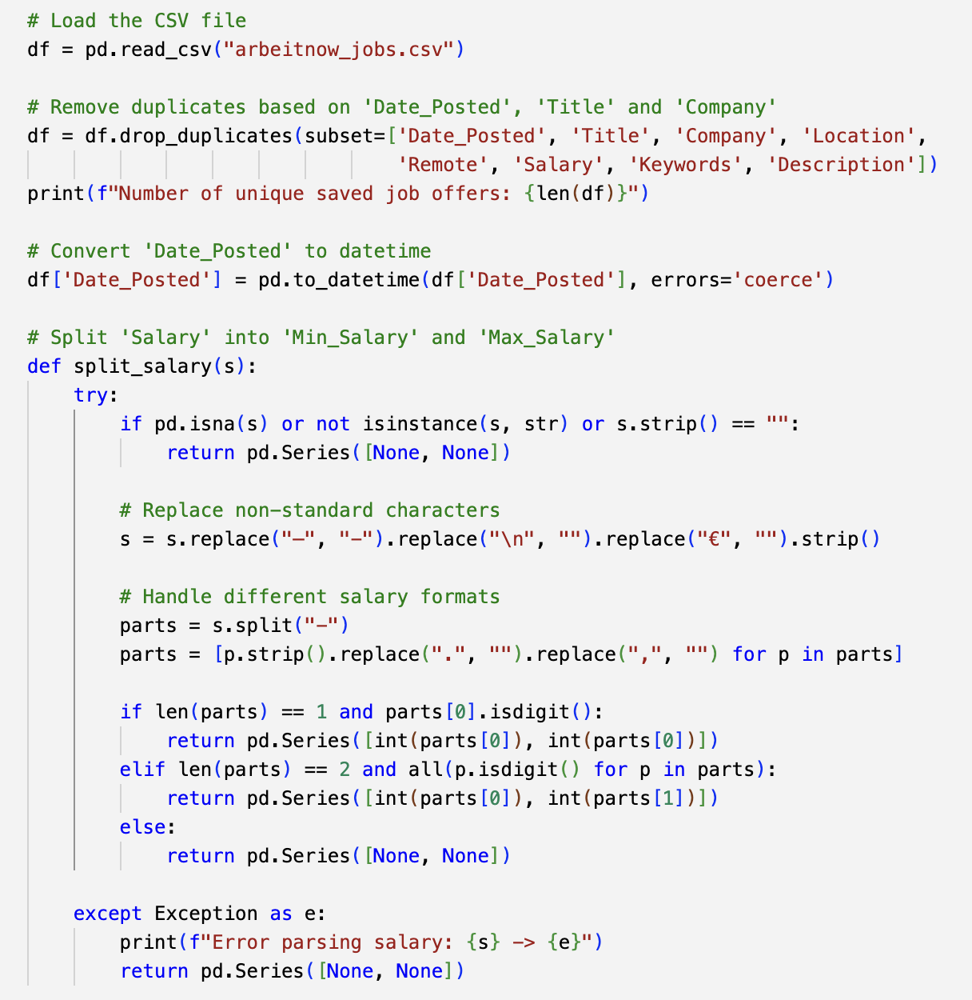 # Load the CSV file
df = pd.read_csv("arbeitnow_jobs.csv")
# Remove duplicates based on 'Date_Posted', 'Title' and 'Company'
df = df.drop_duplicates(subset=['Date_Posted', 'Title', 'Company', 'Location',
'Remote', 'Salary', 'Keywords', 'Description'])
print(f"Number of unique saved job offers: {len(df)}")
# Convert 'Date_Posted' to datetime
df['Date_Posted'] = pd.to_datetime(df['Date_Posted'], errors='coerce')
# Split 'Salary' into 'Min_Salary' and 'Max_Salary'
def split_salary(s):
try:
if pd.isna(s) or not isinstance(s, str) or s.strip() == "":
return pd.Series([None, None])
# Replace non-standard characters
s = s.replace("–", "-").replace("\n", "").replace("€", "").strip()
# Handle different salary formats
parts = s.split("-")
parts = [p.strip().replace(".", "").replace(",", "") for p in parts]
if len(parts) == 1 and parts[0].isdigit():
return pd.Series([int(parts[0]), int(parts[0])])
elif len(parts) == 2 and all(p.isdigit() for p in parts):
return pd.Series([int(parts[0]), int(parts[1])])
else:
return pd.Series([None, None])
except Exception as e:
print(f"Error parsing salary: {s} -> {e}")
return pd.Series([None, None])